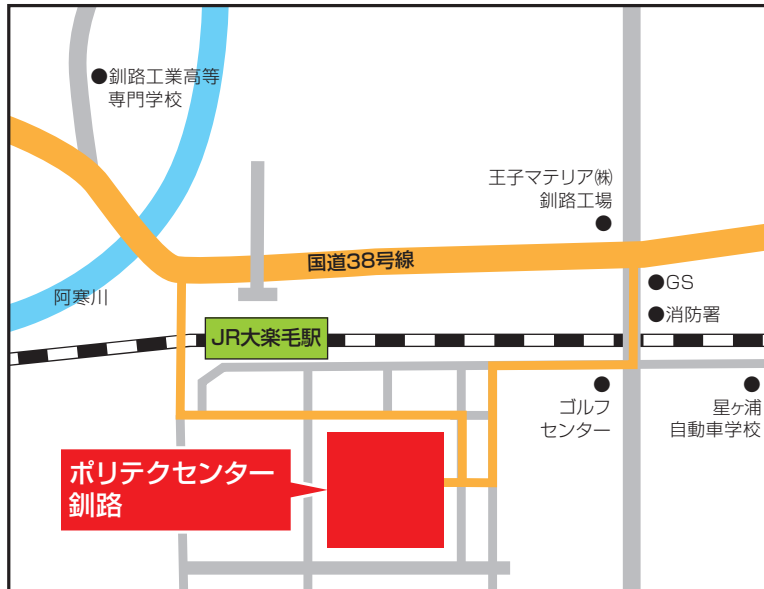 釧路工業高等
専門学校
王子マテリア㈱
釧路工場
国道38号線
GS
阿寒川
消防署
JR大楽毛駅
ゴルフ
センター
星ヶ浦
自動車学校
ポリテクセンター
釧路